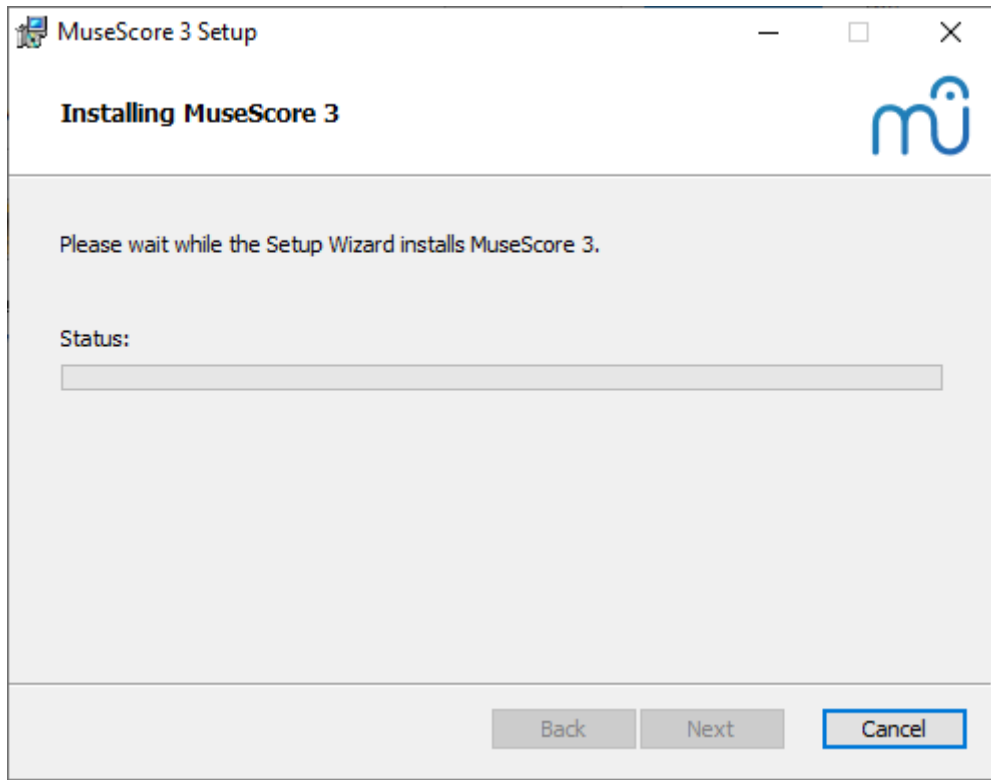 MuseScore 3 Setup
Installing MuseScore 3
Please wait while the Setup Wizard installs MuseScore 3.
Status:
Back Next Cancel